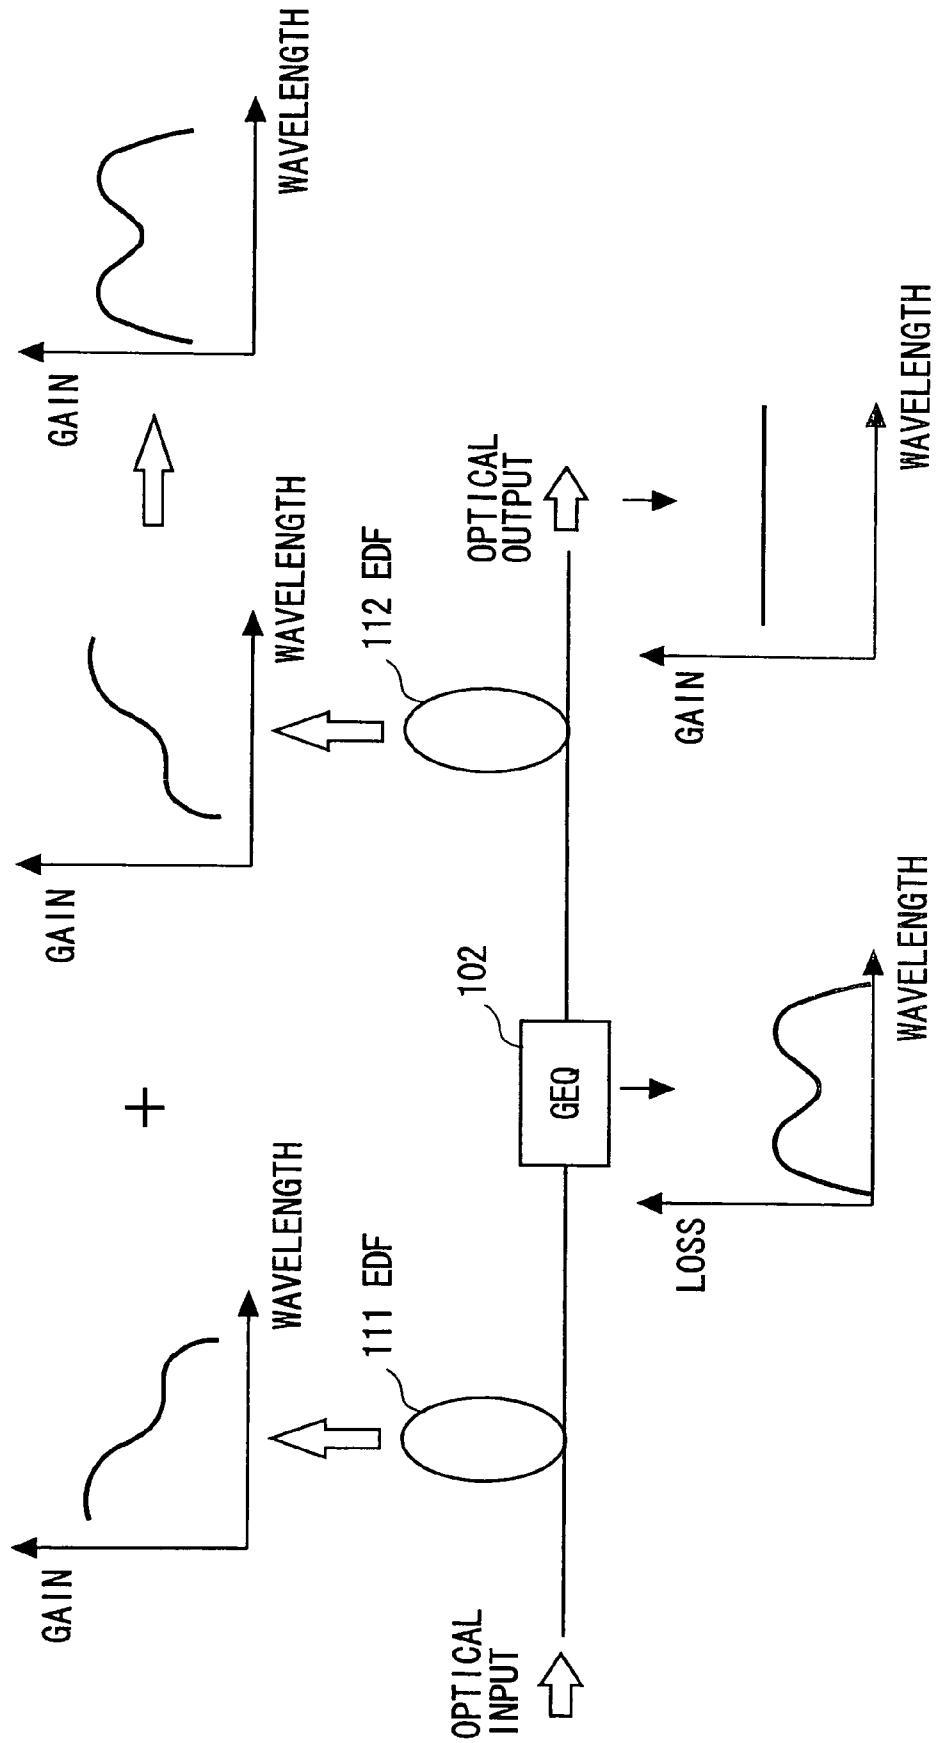 GAIN
WAVELENGTH
+
GAIN
WAVELENGTH
GAIN
WAVELENGTH
111 EDF
112 EDF
OPTICAL
INPUT
GEQ
102
OPTICAL
OUTPUT
LOSS
WAVELENGTH
GAIN
WAVELENGTH